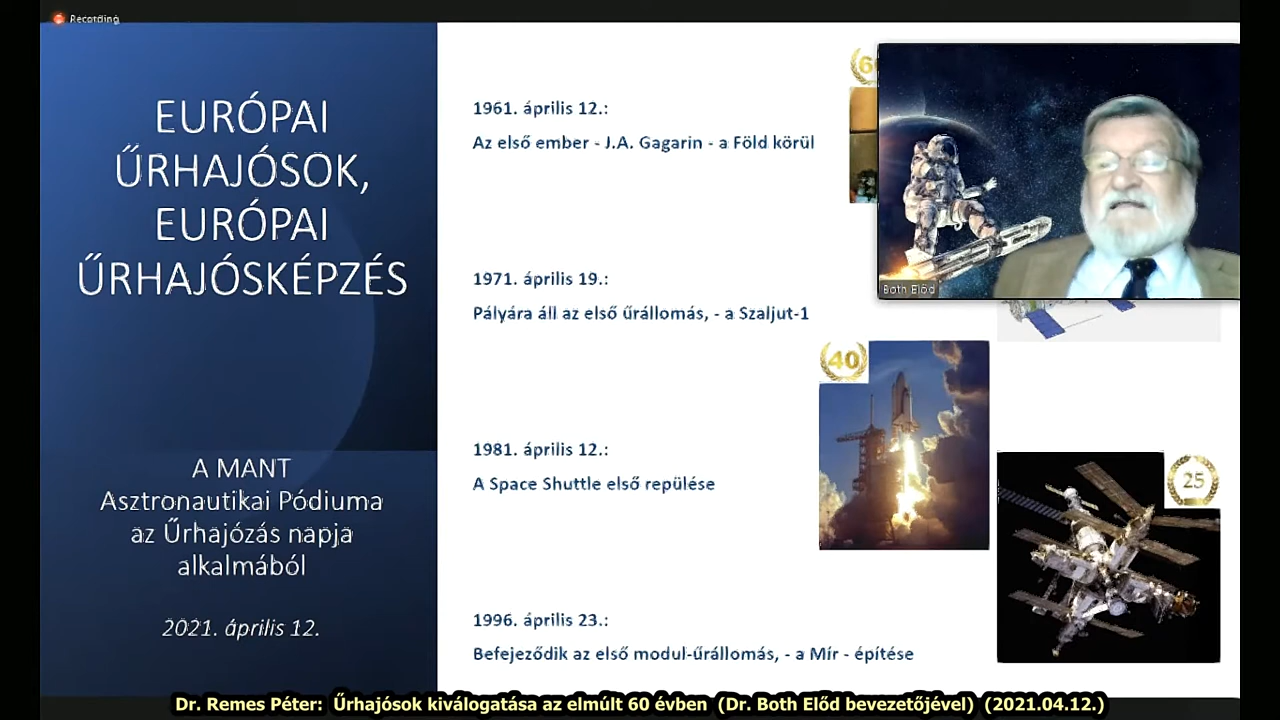 Recording
EURÓPAI
ŰRHAJÓSOK,
EURÓPAI
ŰRHAJÓSKÉPZÉS
A MANT
Asztronautikai Pódiuma
az Űrhajózás napja
alkalmából
2021. április 12.
1961. április 12.:
Az első ember - J.A. Gagarin - a Föld körül
1971. április 19.:
Pályára áll az első űrállomás, - a Szaljut-1
1981. április 12.:
A Space Shuttle első repülése
1996. április 23.:
Befejeződik az első modul-űrállomás, - a Mír - építése
Both Előd
40
25
Dr. Remes Péter: Űrhajósok kiválogatása az elmúlt 60 évben (Dr. Both Előd bevezetőjével) (2021.04.12.)